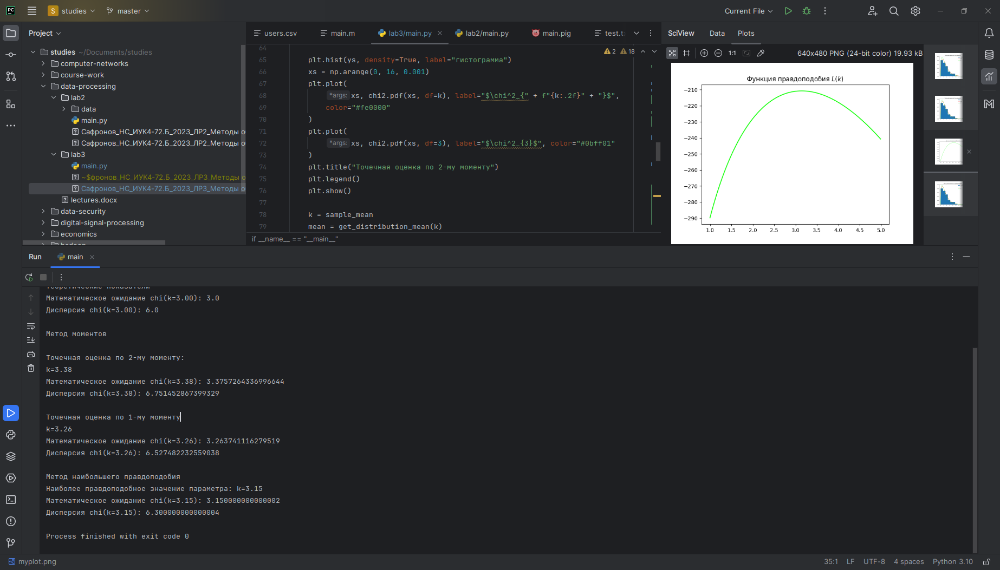 PC
S studies
master
Current File
Project
studies ~/Documents/studies
computer-networks
course-work
data-processing
lab2
data
main.py
Сафронов_НС_ИУК4-72.Б_2023_ЛР2_Методы о
Сафронов_НС_ИУК4-72.Б_2023_ЛР2_Методы о
lab3
main.py
~$фронов_НС_ИУК4-72.Б_2023_ЛР3_Методы о
Сафронов_НС_ИУК4-72.Б_2023_ЛР3_Методы о
lectures.docx
data-security
digital-signal-processing
economics
hadoop
users.csv
main.m
lab3/main.py
lab2/main.py
main.pig
test.t
2 18
64
65 plt.hist(ys, density=True, label="гистограмма")
66 xs = np.arange(0, 16, 0.001)
67 plt.plot(
68 *args: xs, chi2.pdf(xs, df=k), label="$\chi^2_{" + f"{k:.2f}" + "}$",
69 color="#fe0000"
70 )
71 plt.plot(
72 *args: xs, chi2.pdf(xs, df=3), label="$\chi^2_{3}$", color="#0bff01"
73 )
74 plt.title("Точечная оценка по 2-му моменту")
75 plt.legend()
76 plt.show()
77
78 k = sample_mean
79 mean = get_distribution_mean(k)
if __name__ == "__main__"
SciView
Data
Plots
1:1
640x480 PNG (24-bit color) 19.93 kB
Функция правдоподобия L(k)
−210
−220
−230
−240
−250
−260
−270
−280
−290
1.0 1.5 2.0 2.5 3.0 3.5 4.0 4.5 5.0
Run
main
Теоретические показатели
Математическое ожидание chi(k=3.00): 3.0
Дисперсия chi(k=3.00): 6.0
Метод моментов
Точечная оценка по 2-му моменту:
k=3.38
Математическое ожидание chi(k=3.38): 3.3757264336996644
Дисперсия chi(k=3.38): 6.751452867399329
Точечная оценка по 1-му моменту
k=3.26
Математическое ожидание chi(k=3.26): 3.263741116279519
Дисперсия chi(k=3.26): 6.527482232559038
Метод наибольшего правдоподобия
Наиболее правдоподобное значение параметра: k=3.15
Математическое ожидание chi(k=3.15): 3.150000000000002
Дисперсия chi(k=3.15): 6.300000000000004
Process finished with exit code 0
myplot.png
35:1
LF
UTF-8
4 spaces
Python 3.10